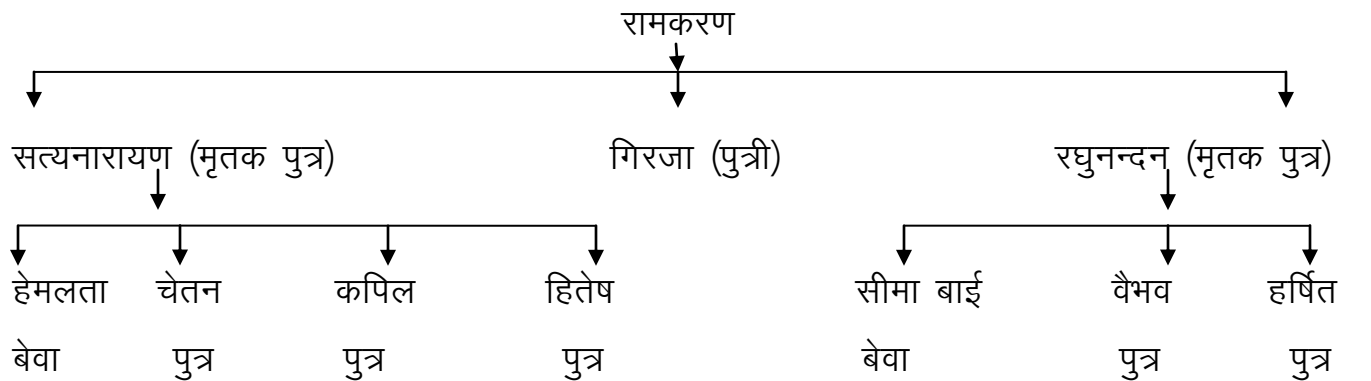 रामकरण
सत्यनारायण (मृतक पुत्र) गिरजा (पुत्री) रघुनन्दन (मृतक पुत्र)
हेमलता चेतन कपिल हितेष सीमा बाई वैभव हर्षित
बेवा पुत्र पुत्र पुत्र बेवा पुत्र पुत्र